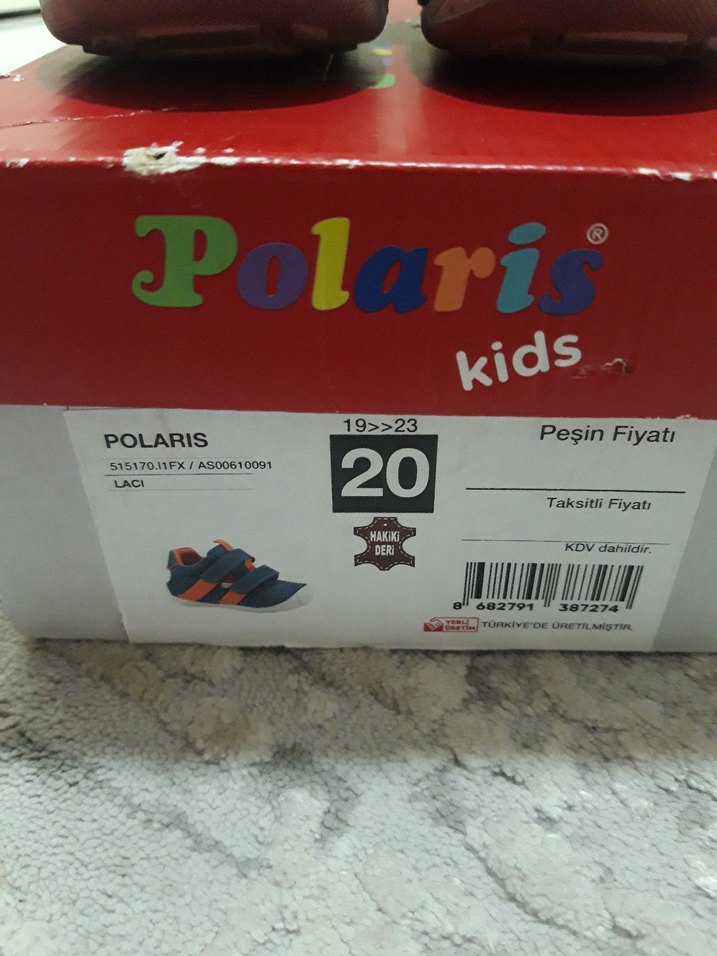 Polaris®
kids
POLARIS
515170.I1FX / AS00610091
LACI
19>>23
20
HAKİKİ
DERİ
Peşin Fiyatı
Taksitli Fiyatı
KDV dahildir.
8 682791 387274
YERLİ
ÜRETİM
TÜRKİYE'DE ÜRETİLMİŞTİR.